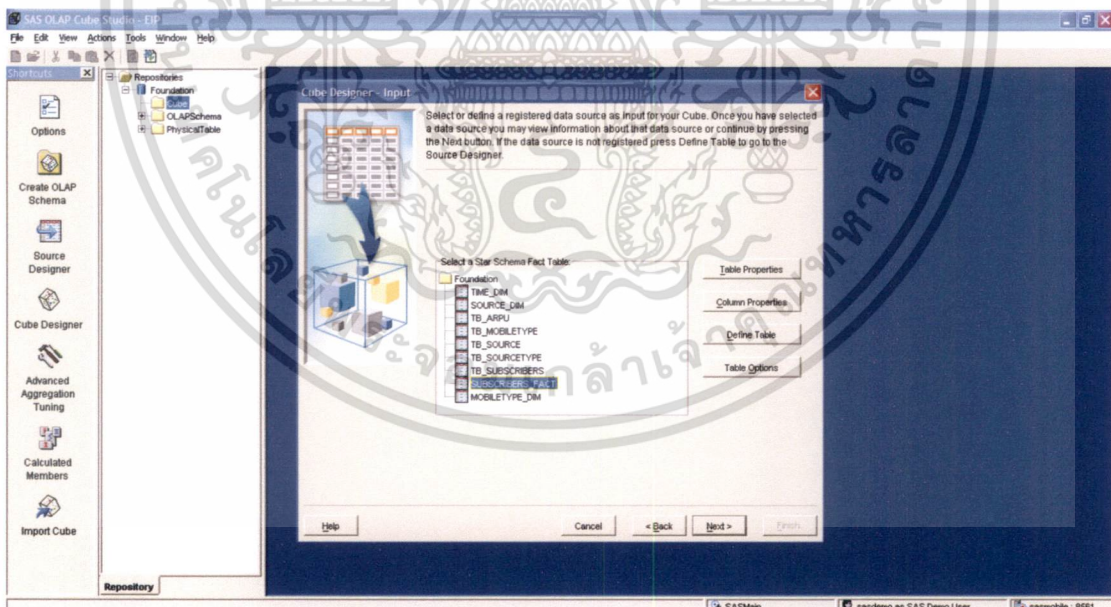 SAS OLAP Cube Studio - EIP
File Edit View Actions Tools Window Help
Shortcuts
Options
Create OLAP
Schema
Source
Designer
Cube Designer
Advanced
Aggregation
Tuning
Calculated
Members
Import Cube
Repositories
Foundation
Cube
OLAPSchema
PhysicalTable
Repository
Cube Designer - Input
Select or define a registered data source as input for your Cube. Once you have selected
a data source you may view information about that data source or continue by pressing
the Next button. If the data source is not registered press Define Table to go to the
Source Designer.
Select a Star Schema Fact Table:
Foundation
TIME_DIM
SOURCE_DIM
TB_ARPU
TB_MOBILETYPE
TB_SOURCE
TB_SOURCETYPE
TB_SUBSCRIBERS
SUBSCRIBERS_FACT
MOBILETYPE_DIM
Table Properties
Column Properties
Define Table
Table Options
Help
Cancel
< Back
Next >
Finish
SASMain
sasdemo as SAS Demo User
sasmobile : 8561